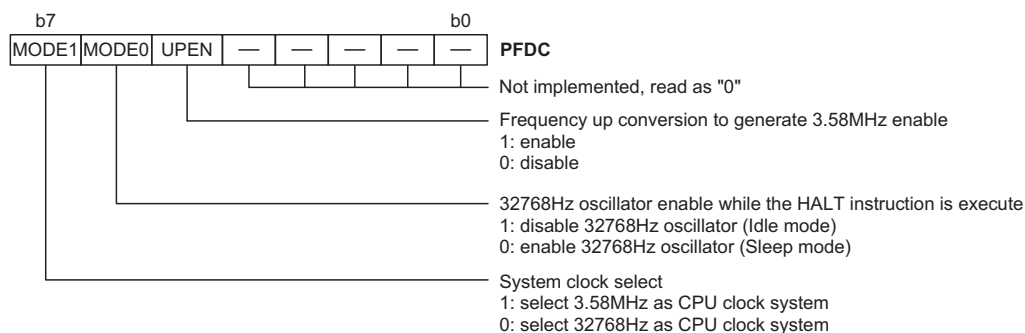 b7 b0
MODE1 MODE0 UPEN — — — — — PFDC
Not implemented, read as "0"
Frequency up conversion to generate 3.58MHz enable
1: enable
0: disable
32768Hz oscillator enable while the HALT instruction is execute
1: disable 32768Hz oscillator (Idle mode)
0: enable 32768Hz oscillator (Sleep mode)
System clock select
1: select 3.58MHz as CPU clock system
0: select 32768Hz as CPU clock system